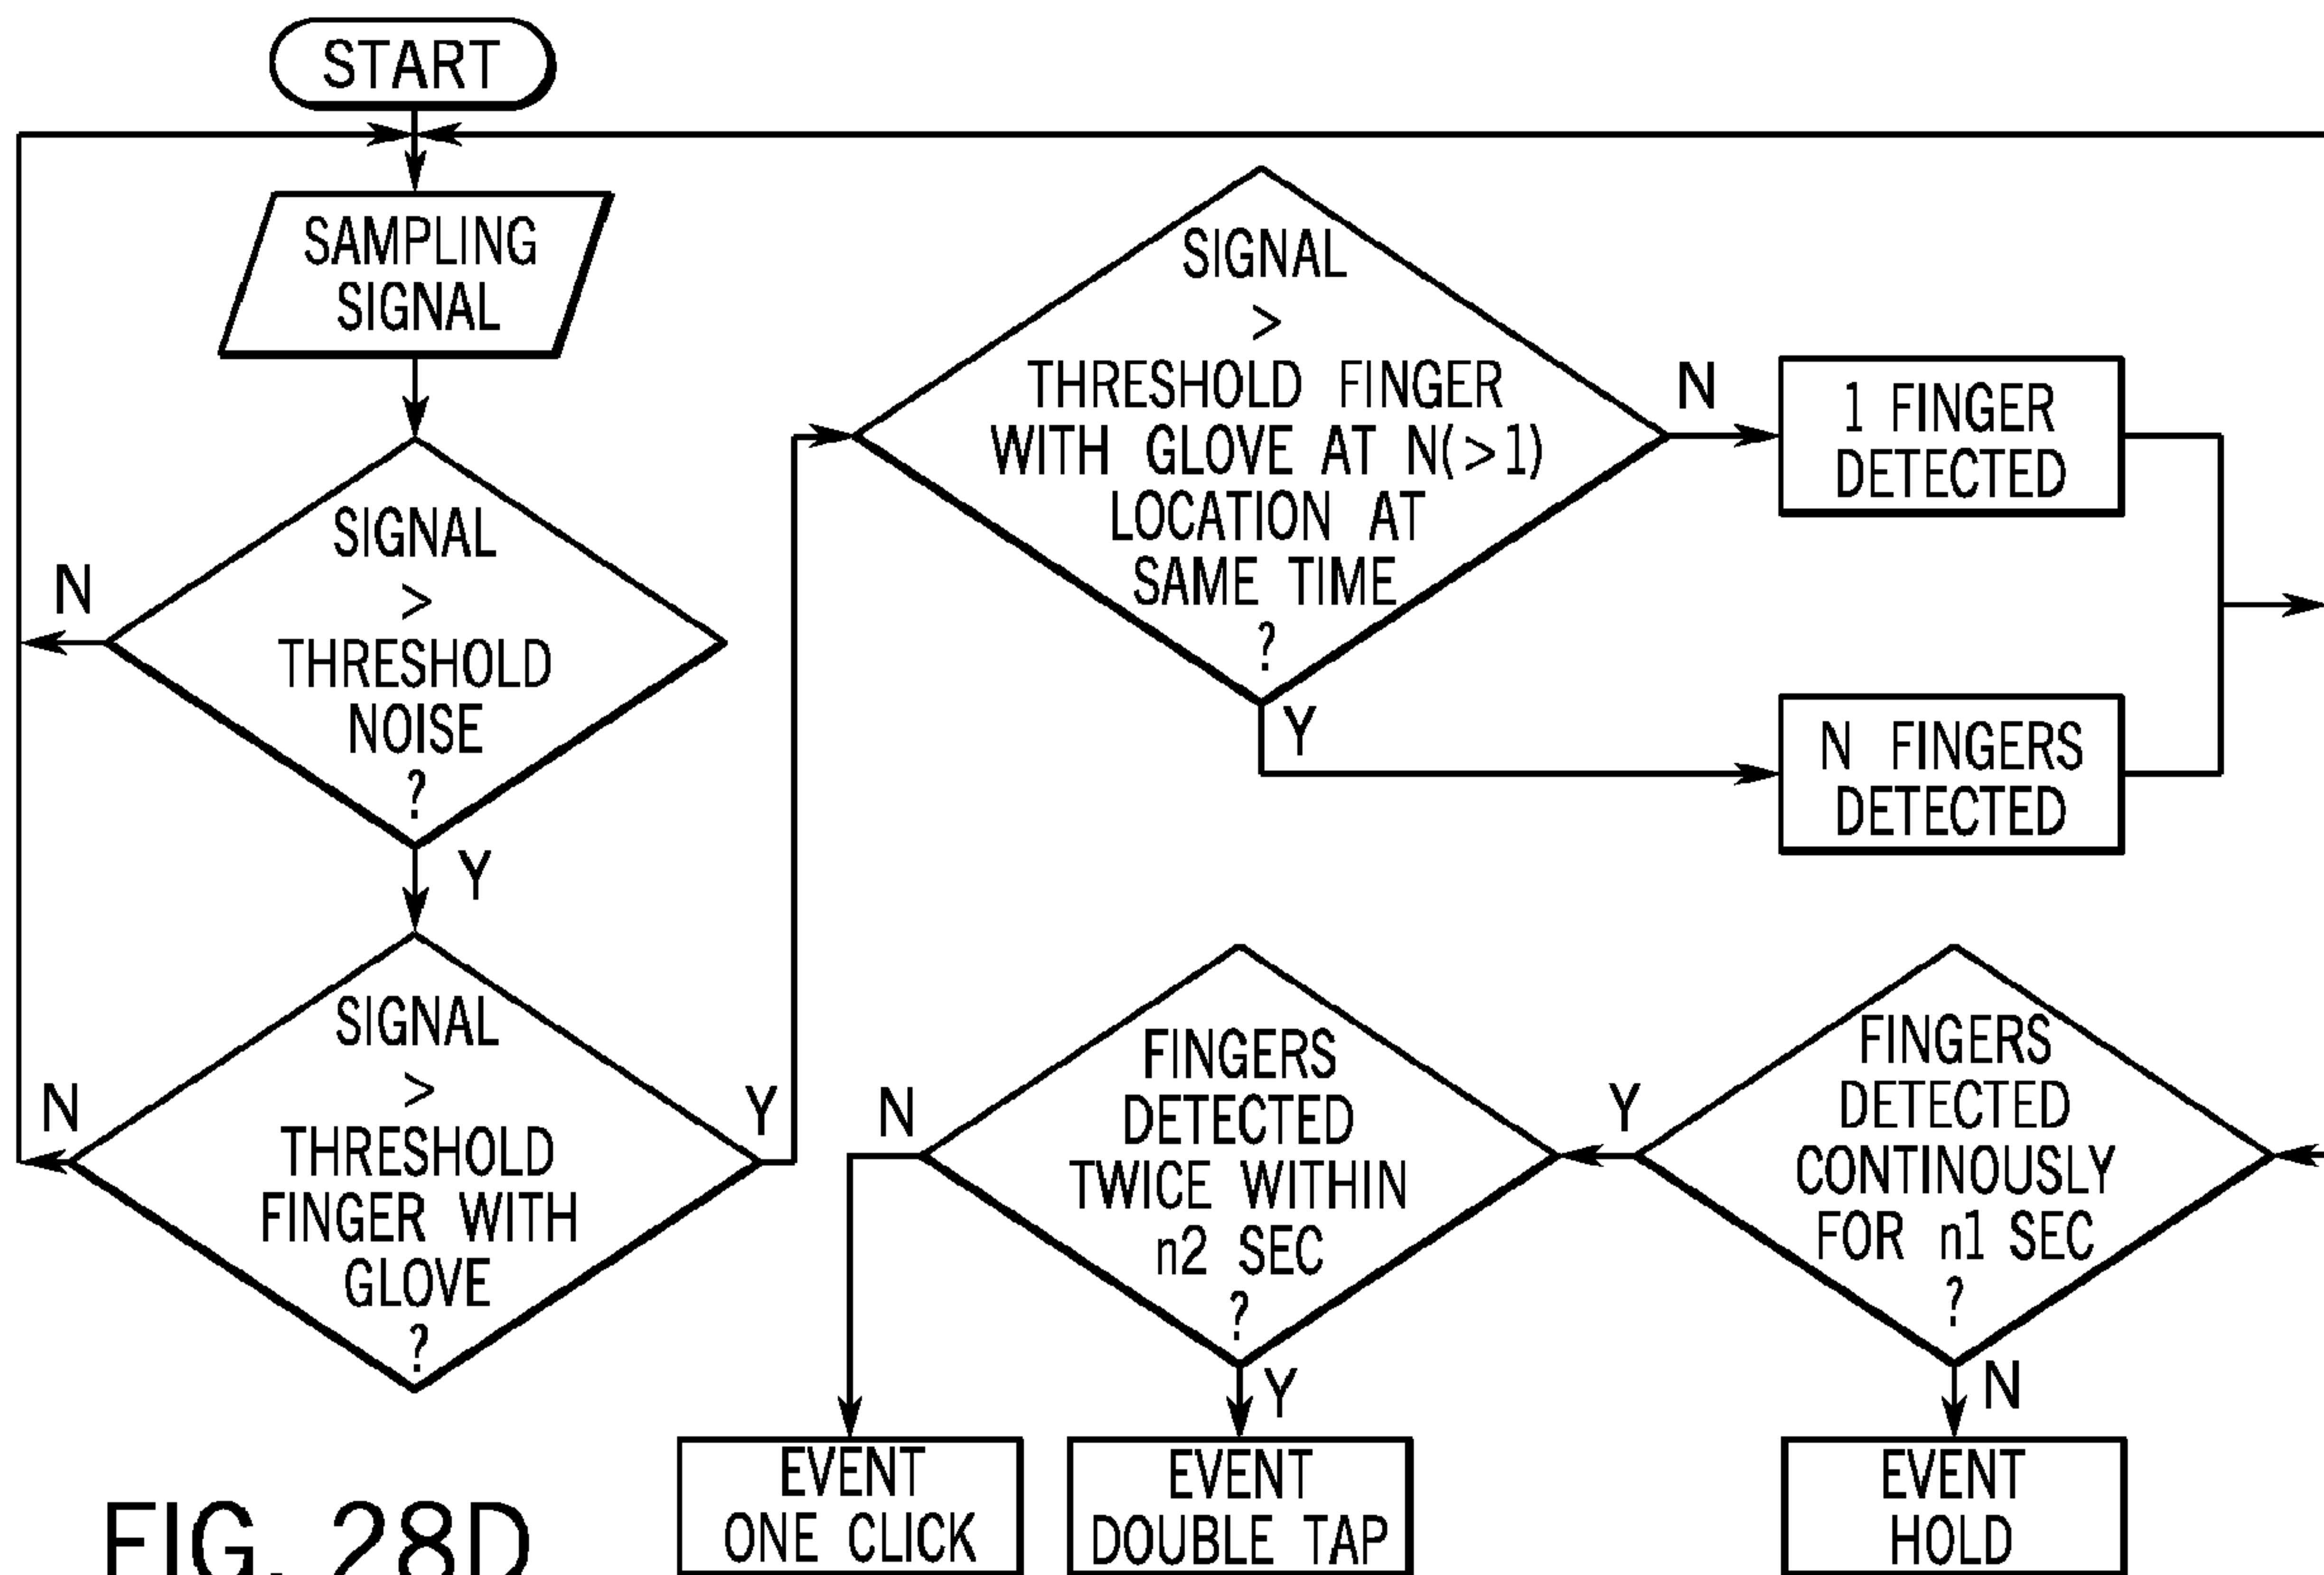 START
SAMPLING
SIGNAL
SIGNAL
>
THRESHOLD
NOISE
?
N
Y
SIGNAL
>
THRESHOLD
FINGER WITH
GLOVE
?
N
Y
SIGNAL
>
THRESHOLD FINGER
WITH GLOVE AT N(>1)
LOCATION AT
SAME TIME
?
N
Y
1 FINGER
DETECTED
N FINGERS
DETECTED
FINGERS
DETECTED
CONTINOUSLY
FOR n1 SEC
?
Y
N
FINGERS
DETECTED
TWICE WITHIN
n2 SEC
?
N
Y
EVENT
ONE CLICK
EVENT
DOUBLE TAP
EVENT
HOLD
FIG. 28D